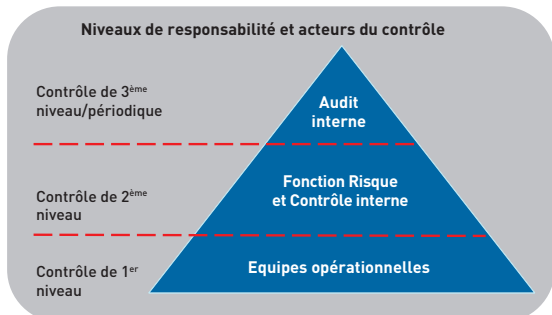 Niveaux de responsabilité et acteurs du contrôle
Contrôle de 3ème
niveau/périodique
Audit
interne
Contrôle de 2ème
niveau
Fonction Risque
et Contrôle interne
Contrôle de 1er
niveau
Equipes opérationnelles